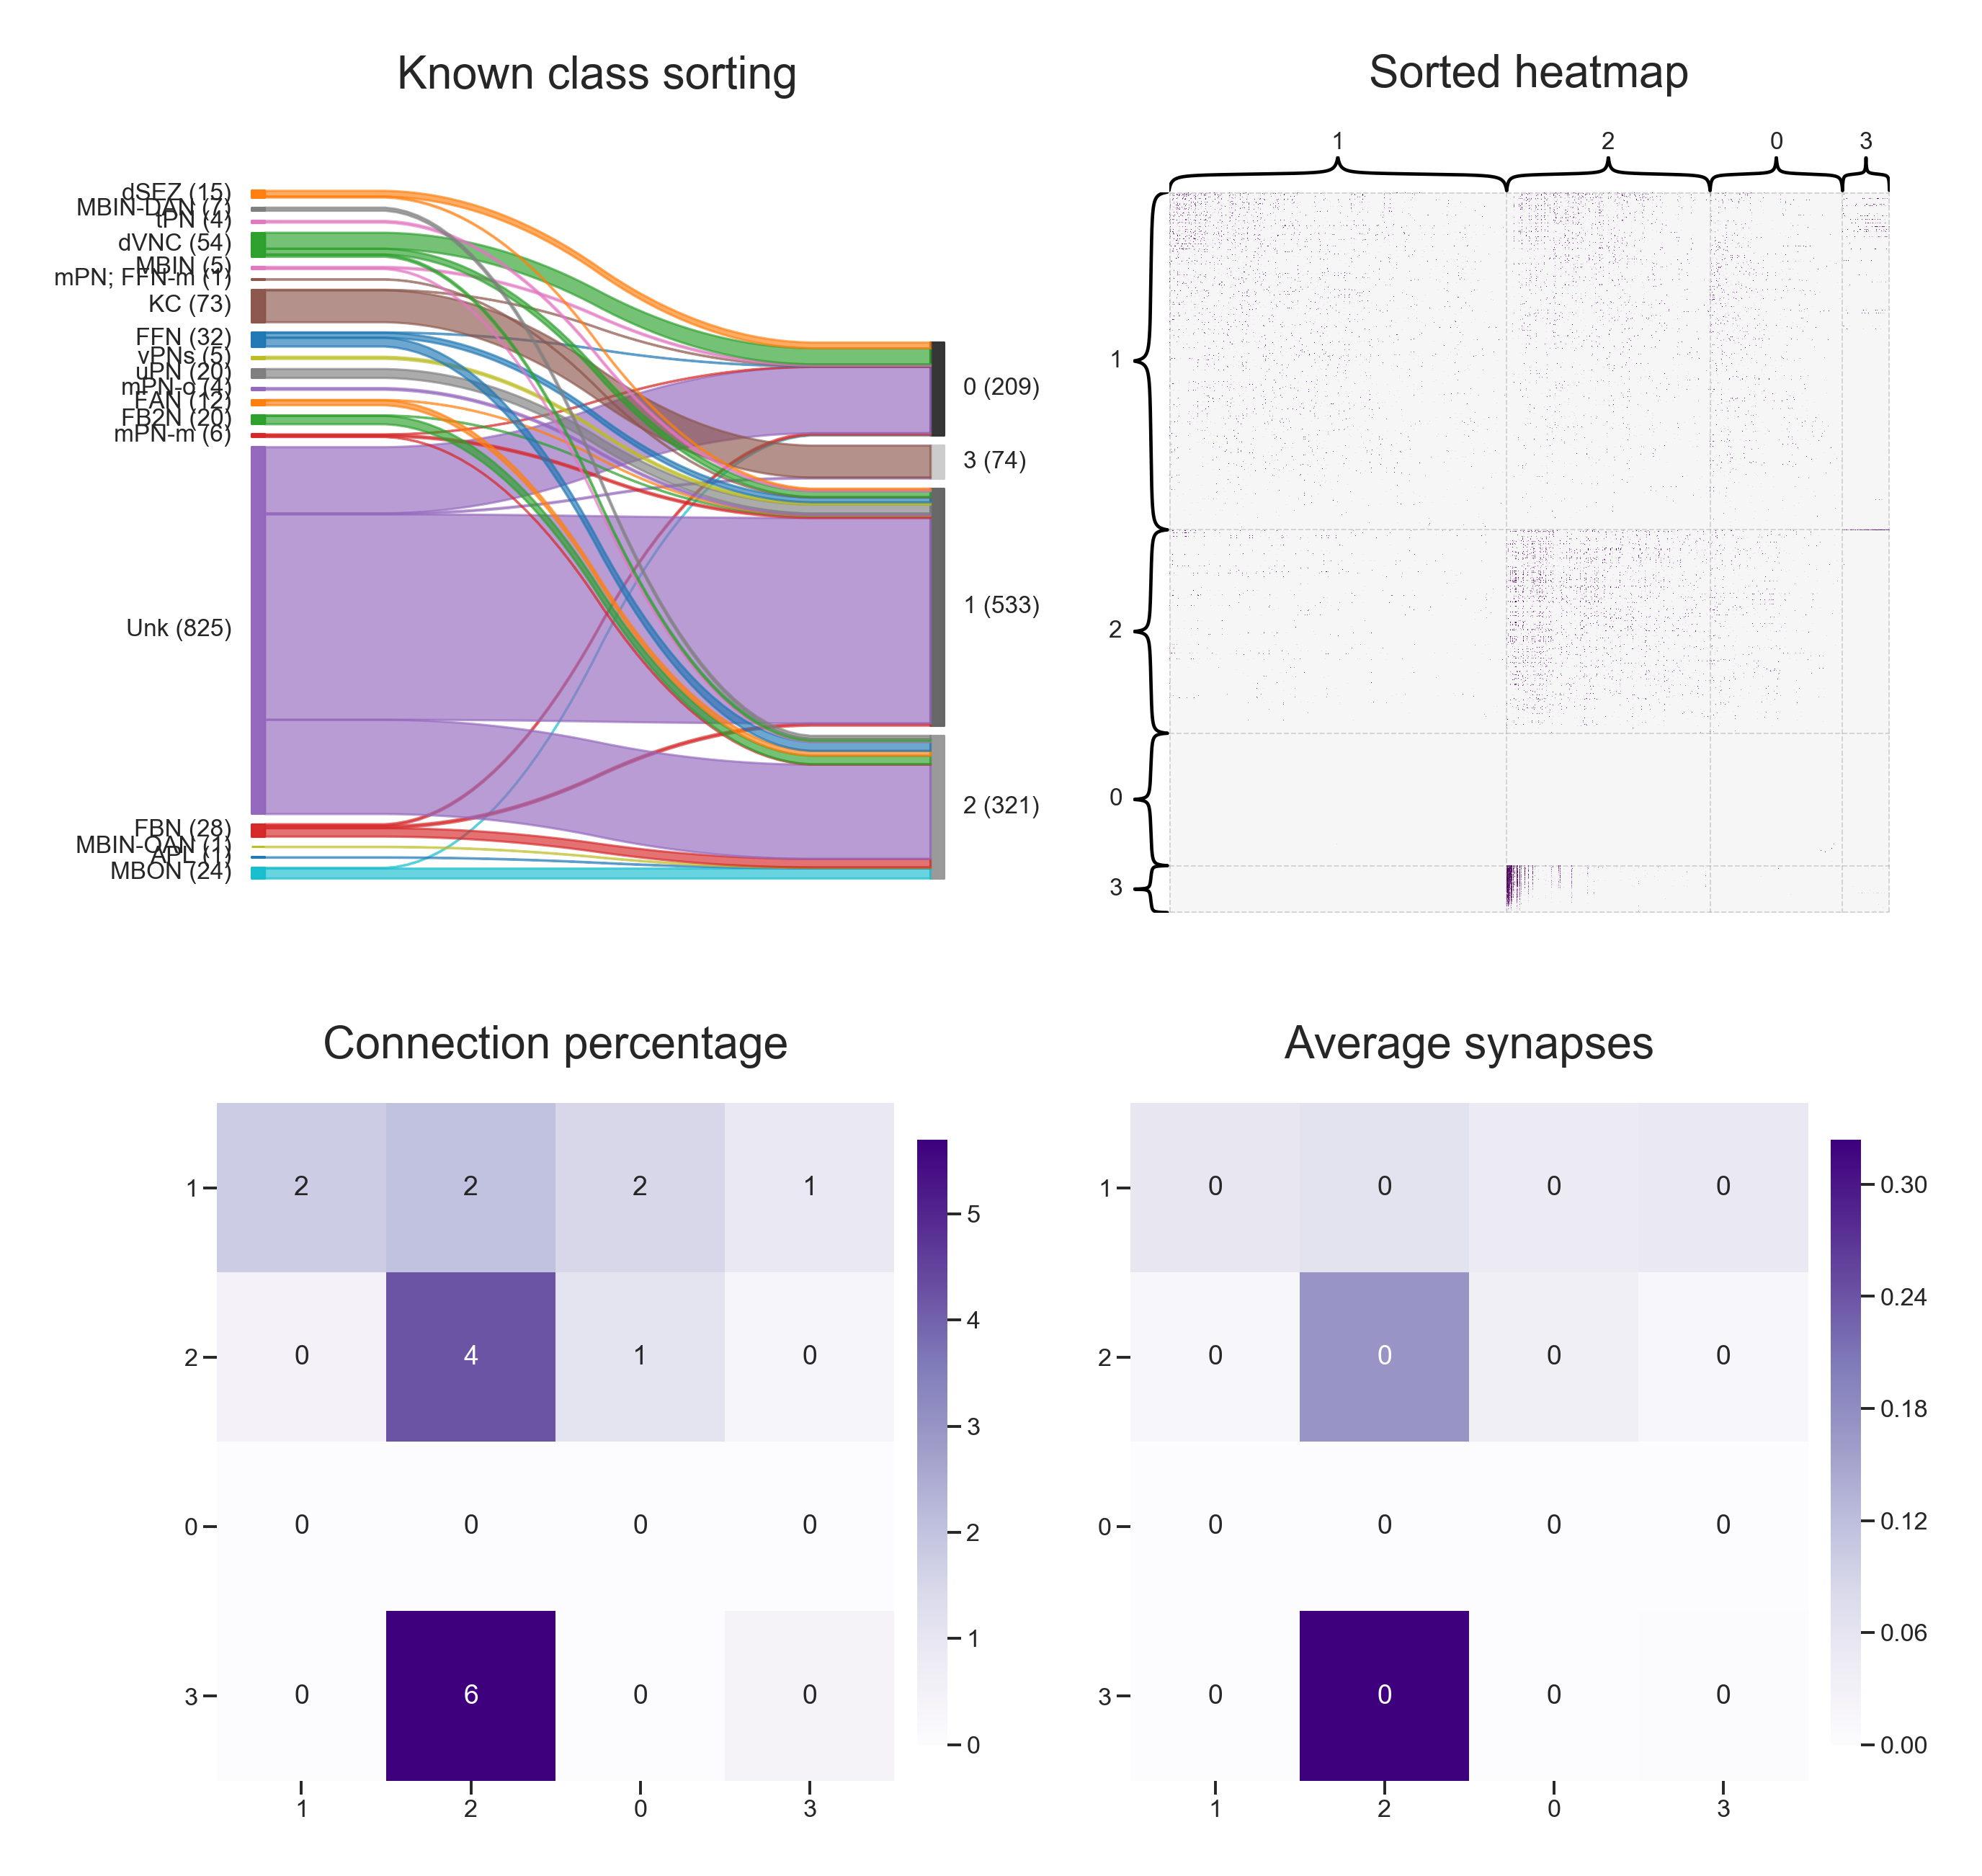 Known class sorting
dSEZ (15)
MBIN-DAN (7)
tPN (4)
dVNC (54)
MBIN (5)
mPN; FFN-m (1)
KC (73)
FFN (32)
vPNs (5)
uPN (20)
mPN-o (4)
FAN (12)
FB2N (20)
mPN-m (6)
Unk (825)
FBN (28)
MBIN-OAN (1)
APL (1)
MBON (24)
0 (209)
3 (74)
1 (533)
2 (321)
Sorted heatmap
1 2 0 3
1
2
0
3
Connection percentage
1 2 2 2 1
2 0 4 1 0
0 0 0 0 0
3 0 6 0 0
1 2 0 3
5
4
3
2
1
0
Average synapses
1 0 0 0 0
2 0 0 0 0
0 0 0 0 0
3 0 0 0 0
1 2 0 3
0.30
0.24
0.18
0.12
0.06
0.00